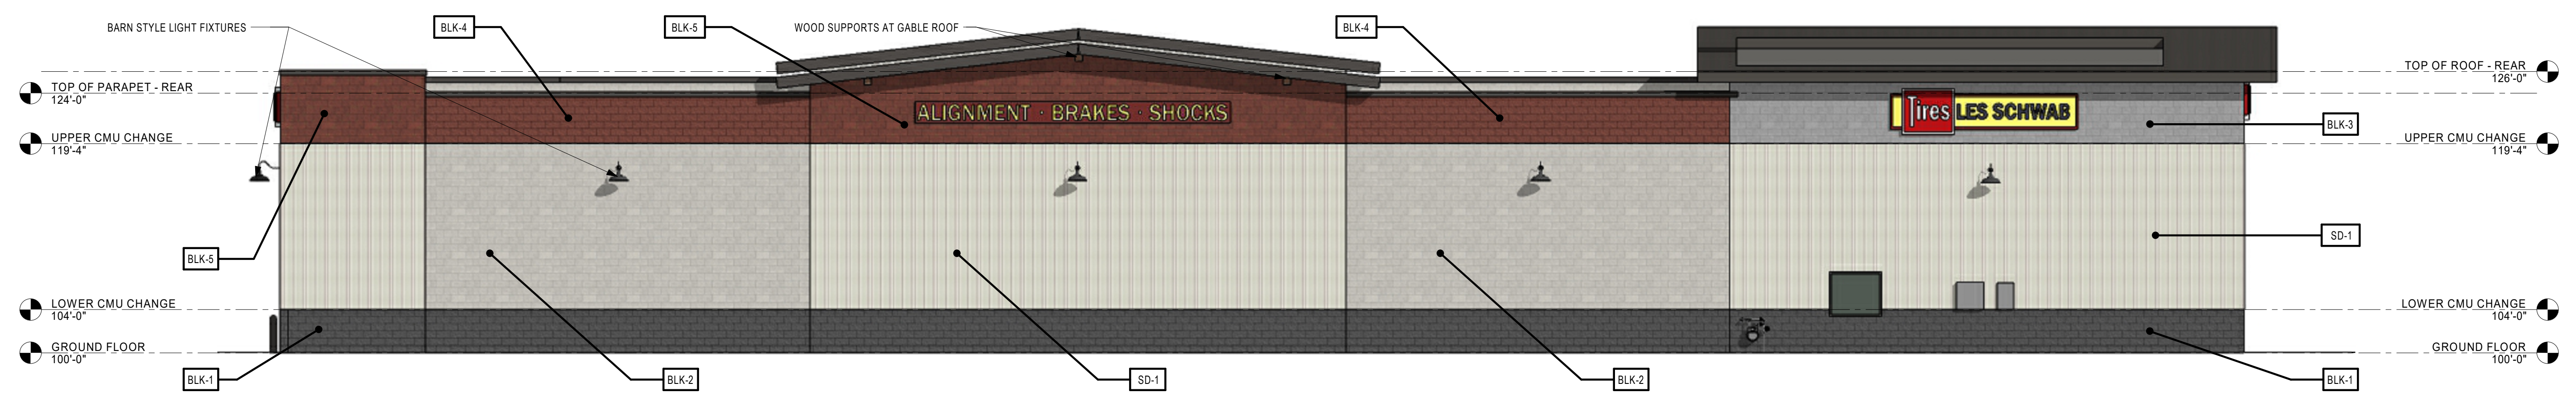 BARN STYLE LIGHT FIXTURES
BLK-4
BLK-5
WOOD SUPPORTS AT GABLE ROOF
BLK-4
TOP OF PARAPET - REAR
124'-0"
UPPER CMU CHANGE
119'-4"
BLK-5
LOWER CMU CHANGE
104'-0"
GROUND FLOOR
100'-0"
BLK-1
BLK-2
SD-1
BLK-2
BLK-1
ALIGNMENT · BRAKES · SHOCKS
Tires LES SCHWAB
TOP OF ROOF - REAR
126'-0"
BLK-3
UPPER CMU CHANGE
119'-4"
SD-1
LOWER CMU CHANGE
104'-0"
GROUND FLOOR
100'-0"